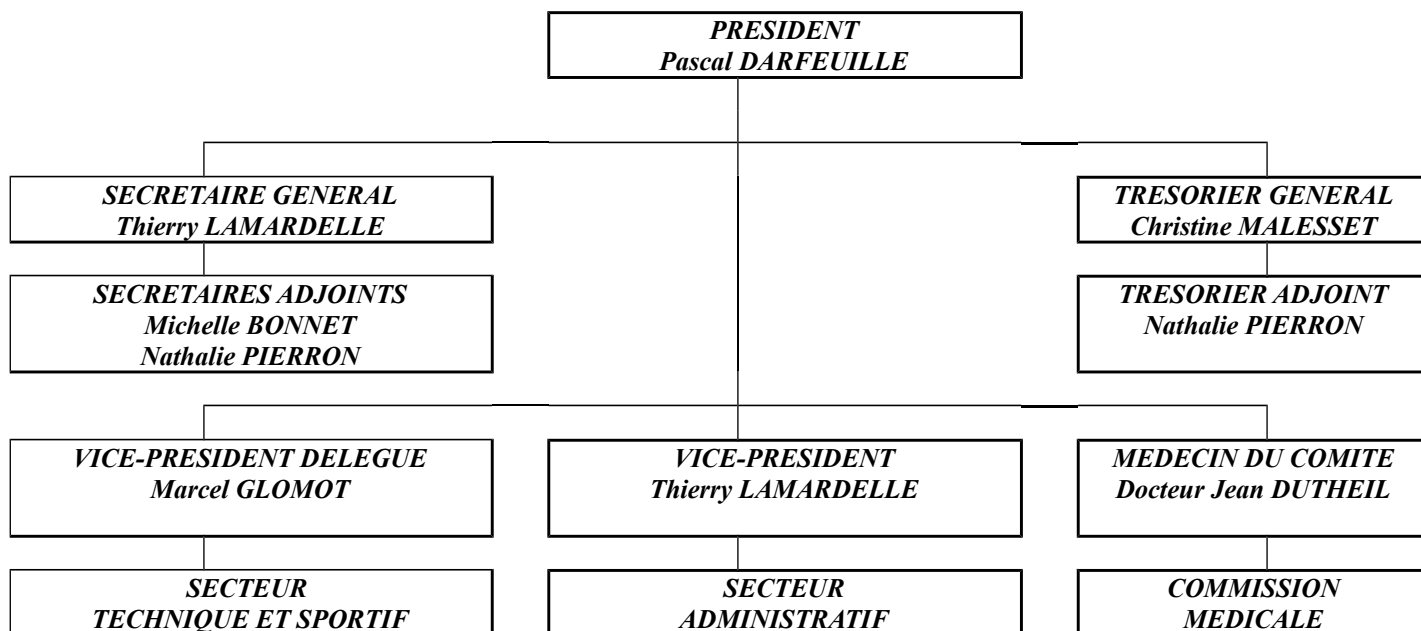 PRESIDENT
Pascal DARFEUILLE
SECRETAIRE GENERAL
Thierry LAMARDELLE
TRESORIER GENERAL
Christine MALESSET
SECRETAIRES ADJOINTS
Michelle BONNET
Nathalie PIERRON
TRESORIER ADJOINT
Nathalie PIERRON
VICE-PRESIDENT DELEGUE
Marcel GLOMOT
VICE-PRESIDENT
Thierry LAMARDELLE
MEDECIN DU COMITE
Docteur Jean DUTHEIL
SECTEUR
TECHNIQUE ET SPORTIF
SECTEUR
ADMINISTRATIF
COMMISSION
MEDICALE